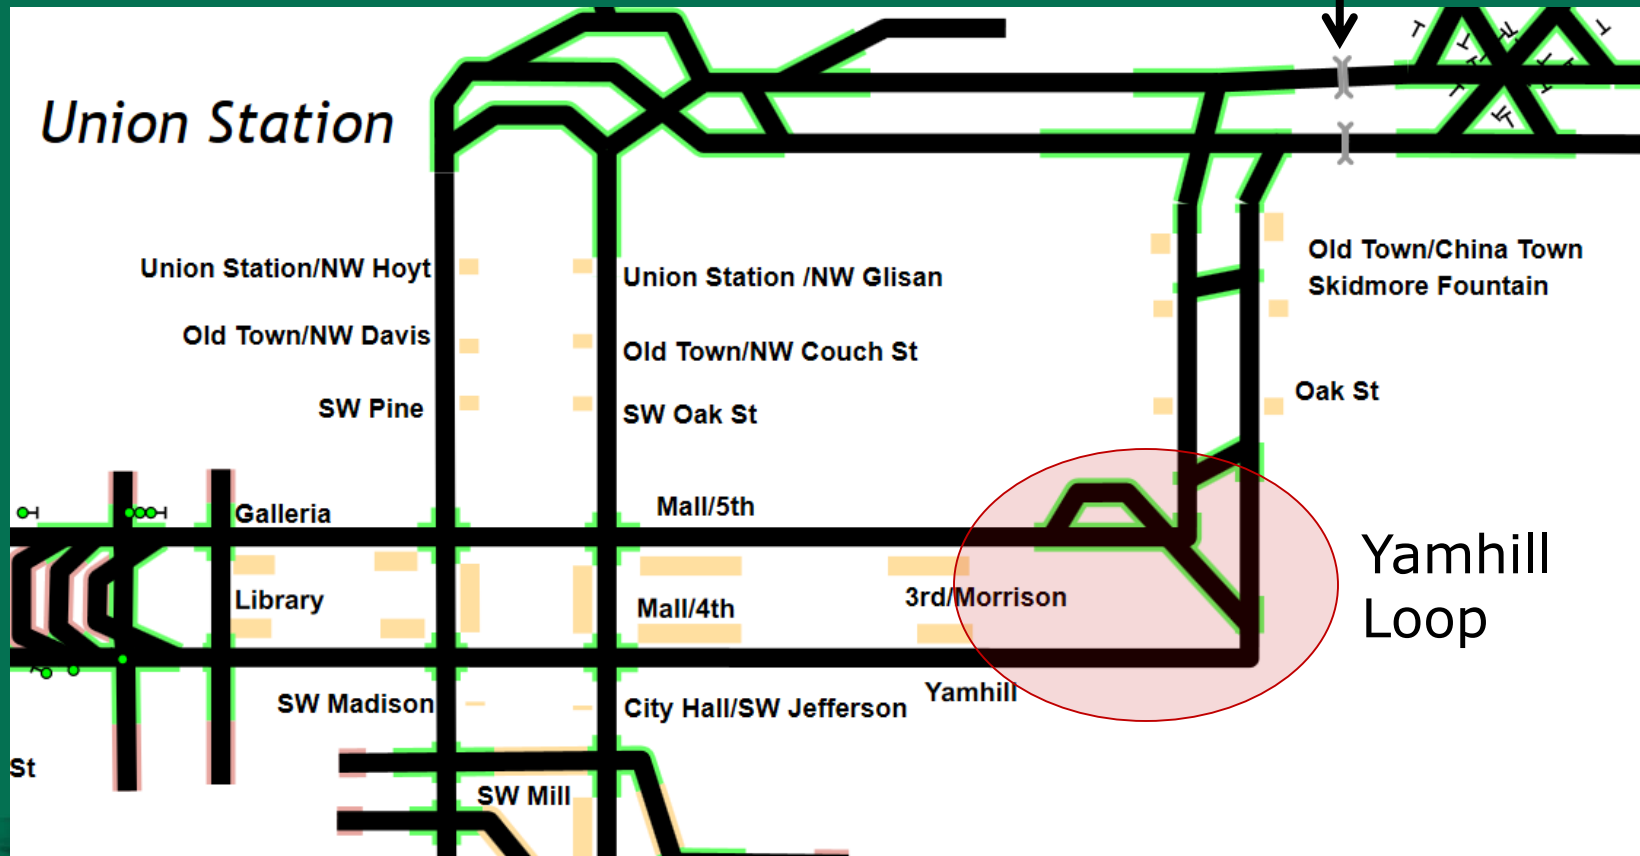 Union Station
Union Station/NW Hoyt
Union Station /NW Glisan
Old Town/China Town
Skidmore Fountain
Old Town/NW Davis
Old Town/NW Couch St
SW Pine
SW Oak St
Oak St
Galleria
Mall/5th
Library
Mall/4th
3rd/Morrison
Yamhill
Loop
SW Madison
City Hall/SW Jefferson
Yamhill
St
SW Mill